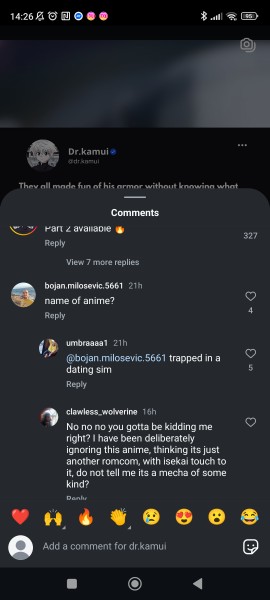 14:26
95
Dr.kamui
@dr.kamui
They all made fun of his armor without knowing what
Comments
Part 2 available 🔥
Reply
327
View 7 more replies
bojan.milosevic.5661 21h
name of anime?
4
Reply
umbraaaa1 21h
@bojan.milosevic.5661 trapped in a
dating sim
5
Reply
clawless_wolverine 16h
No no no you gotta be kidding me
right? I have been deliberately
ignoring this anime, thinking its just
another romcom, with isekai touch to
it, do not tell me its a mecha of some
kind?
Reply
❤️ 🙌 🔥 👏 😢 😍 😮 😂
Add a comment for dr.kamui